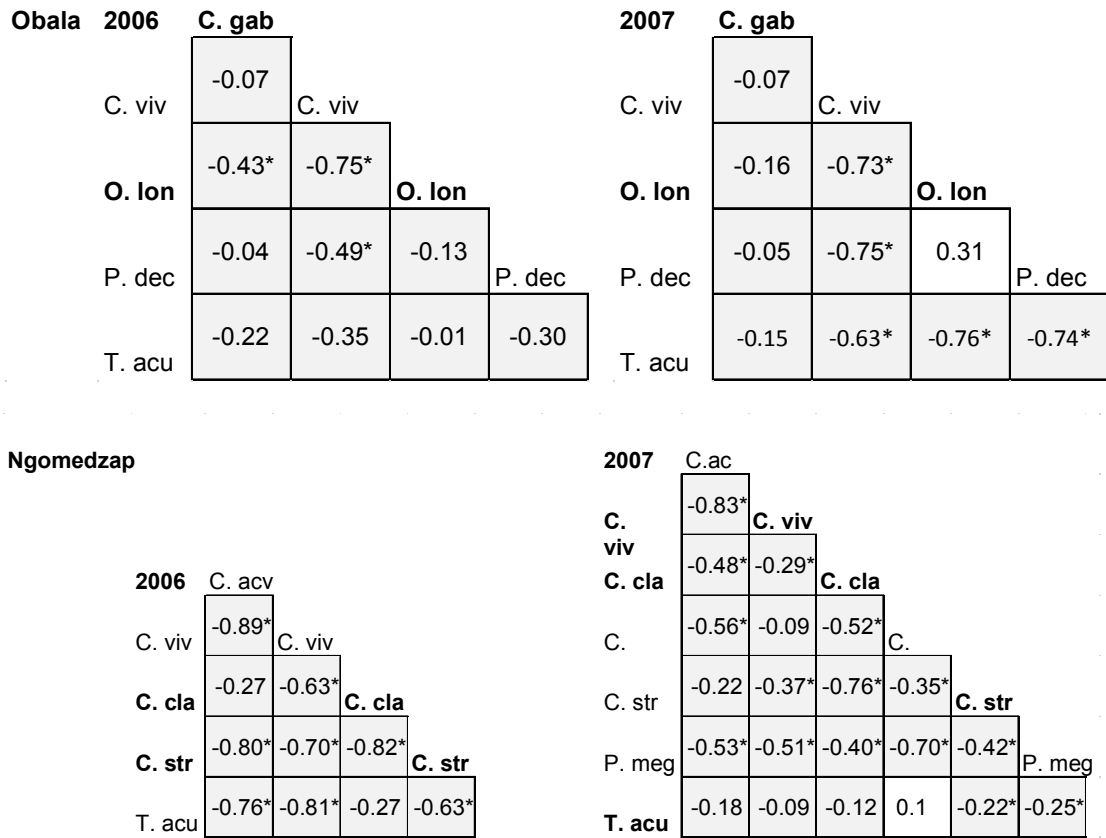 Obala 2006 C. gab
-0.07
C. viv C. viv
-0.43* -0.75*
O. lon O. lon
-0.04 -0.49* -0.13
P. dec P. dec
-0.22 -0.35 -0.01 -0.30
T. acu
2007 C. gab
-0.07
C. viv C. viv
-0.16 -0.73*
O. lon O. lon
-0.05 -0.75* 0.31
P. dec P. dec
-0.15 -0.63* -0.76* -0.74*
T. acu
Ngomedzap
2006 C. acv
-0.89*
C. viv C. viv
-0.27 -0.63*
C. cla C. cla
-0.80* -0.70* -0.82*
C. str C. str
-0.76* -0.81* -0.27 -0.63*
T. acu
2007 C.ac
-0.83*
C. C. viv
viv
-0.48* -0.29*
C. cla C. cla
-0.56* -0.09 -0.52*
C. C.
-0.22 -0.37* -0.76* -0.35*
C. str C. str
-0.53* -0.51* -0.40* -0.70* -0.42*
P. meg P. meg
-0.18 -0.09 -0.12 0.1 -0.22* -0.25*
T. acu